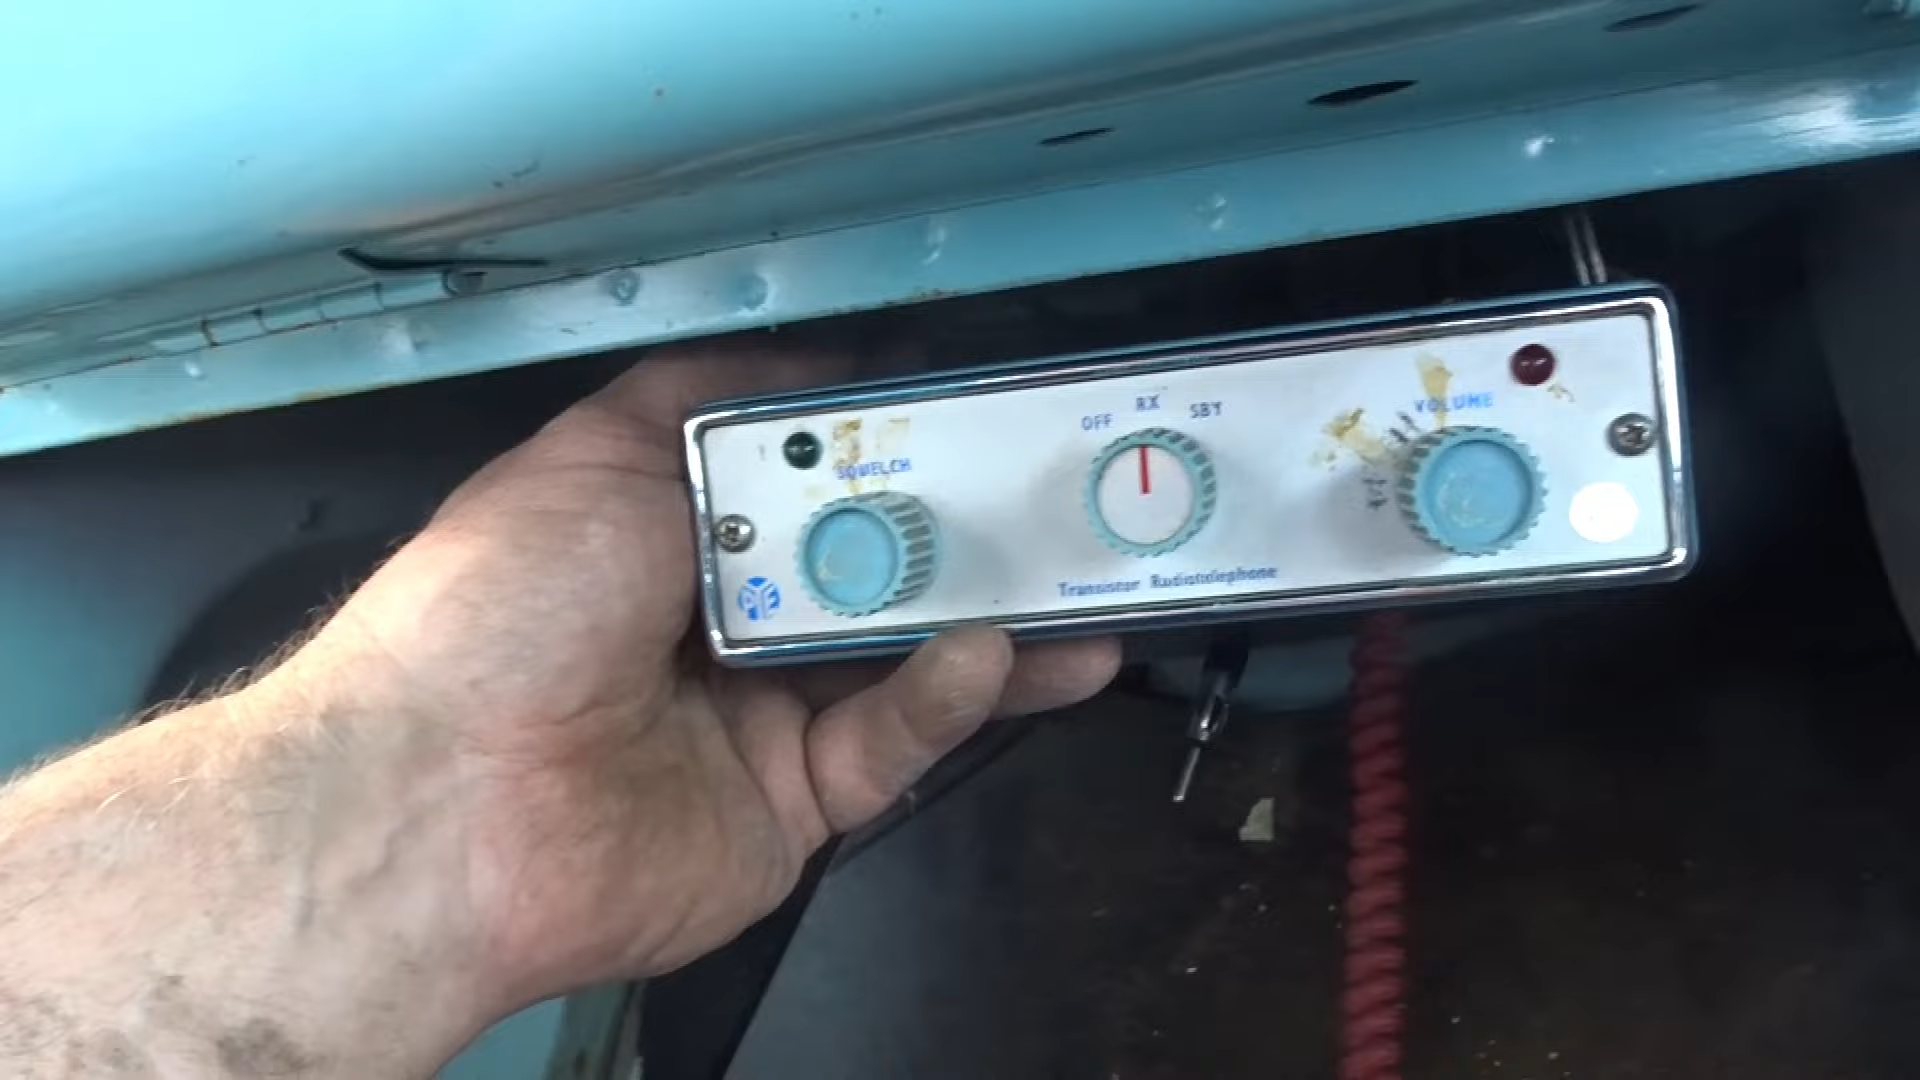 OFF RX SBY
VOLUME
SQUELCH
Transistor Radiotelephone
PYE